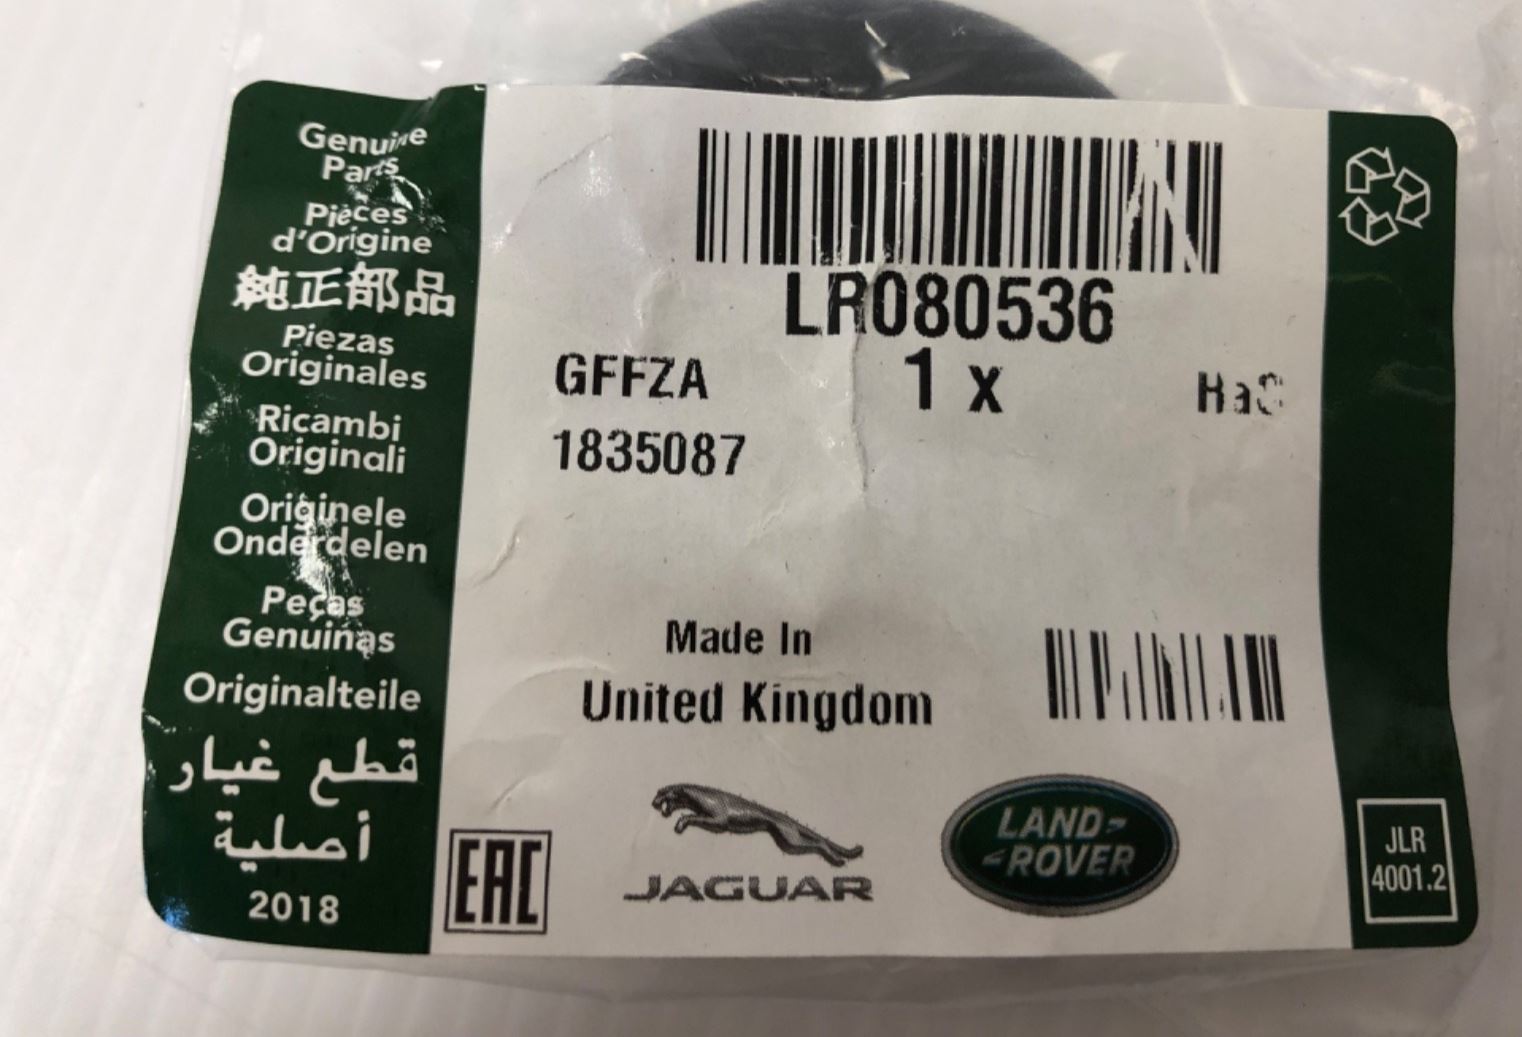 Genuine
Parts
Pièces
d'Origine
純正部品
Piezas
Originales
Ricambi
Originali
Originele
Onderdelen
Peças
Genuinas
Originalteile
قطع غيار
أصلية
2018
LR080536
GFFZA 1 x
1835087
Made In
United Kingdom
EAC
JAGUAR
LAND-
-ROVER
JLR
4001.2